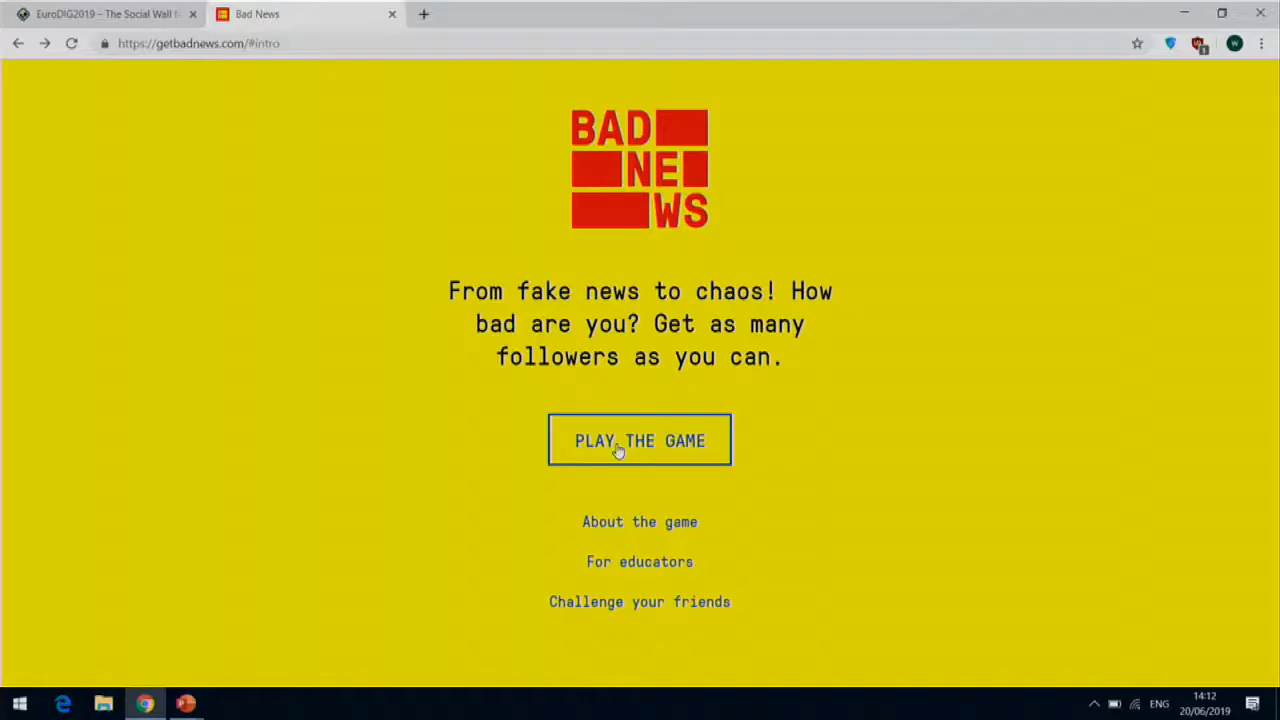 EuroDIG2019 – The Social Wall
Bad News
https://getbadnews.com/#intro
W
1
BAD
NE
WS
From fake news to chaos! How
bad are you? Get as many
followers as you can.
PLAY THE GAME
About the game
For educators
Challenge your friends
ENG
14:12
20/06/2019